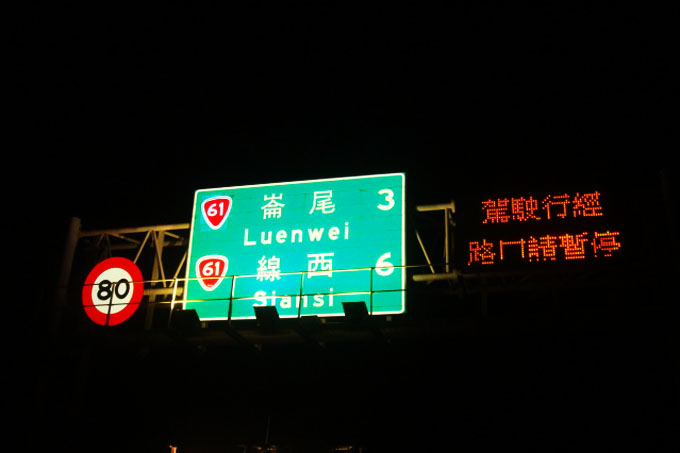 61 崙尾 3
Luenwei
61 線西 6
Siansi
80
駕駛行經
路口請暫停